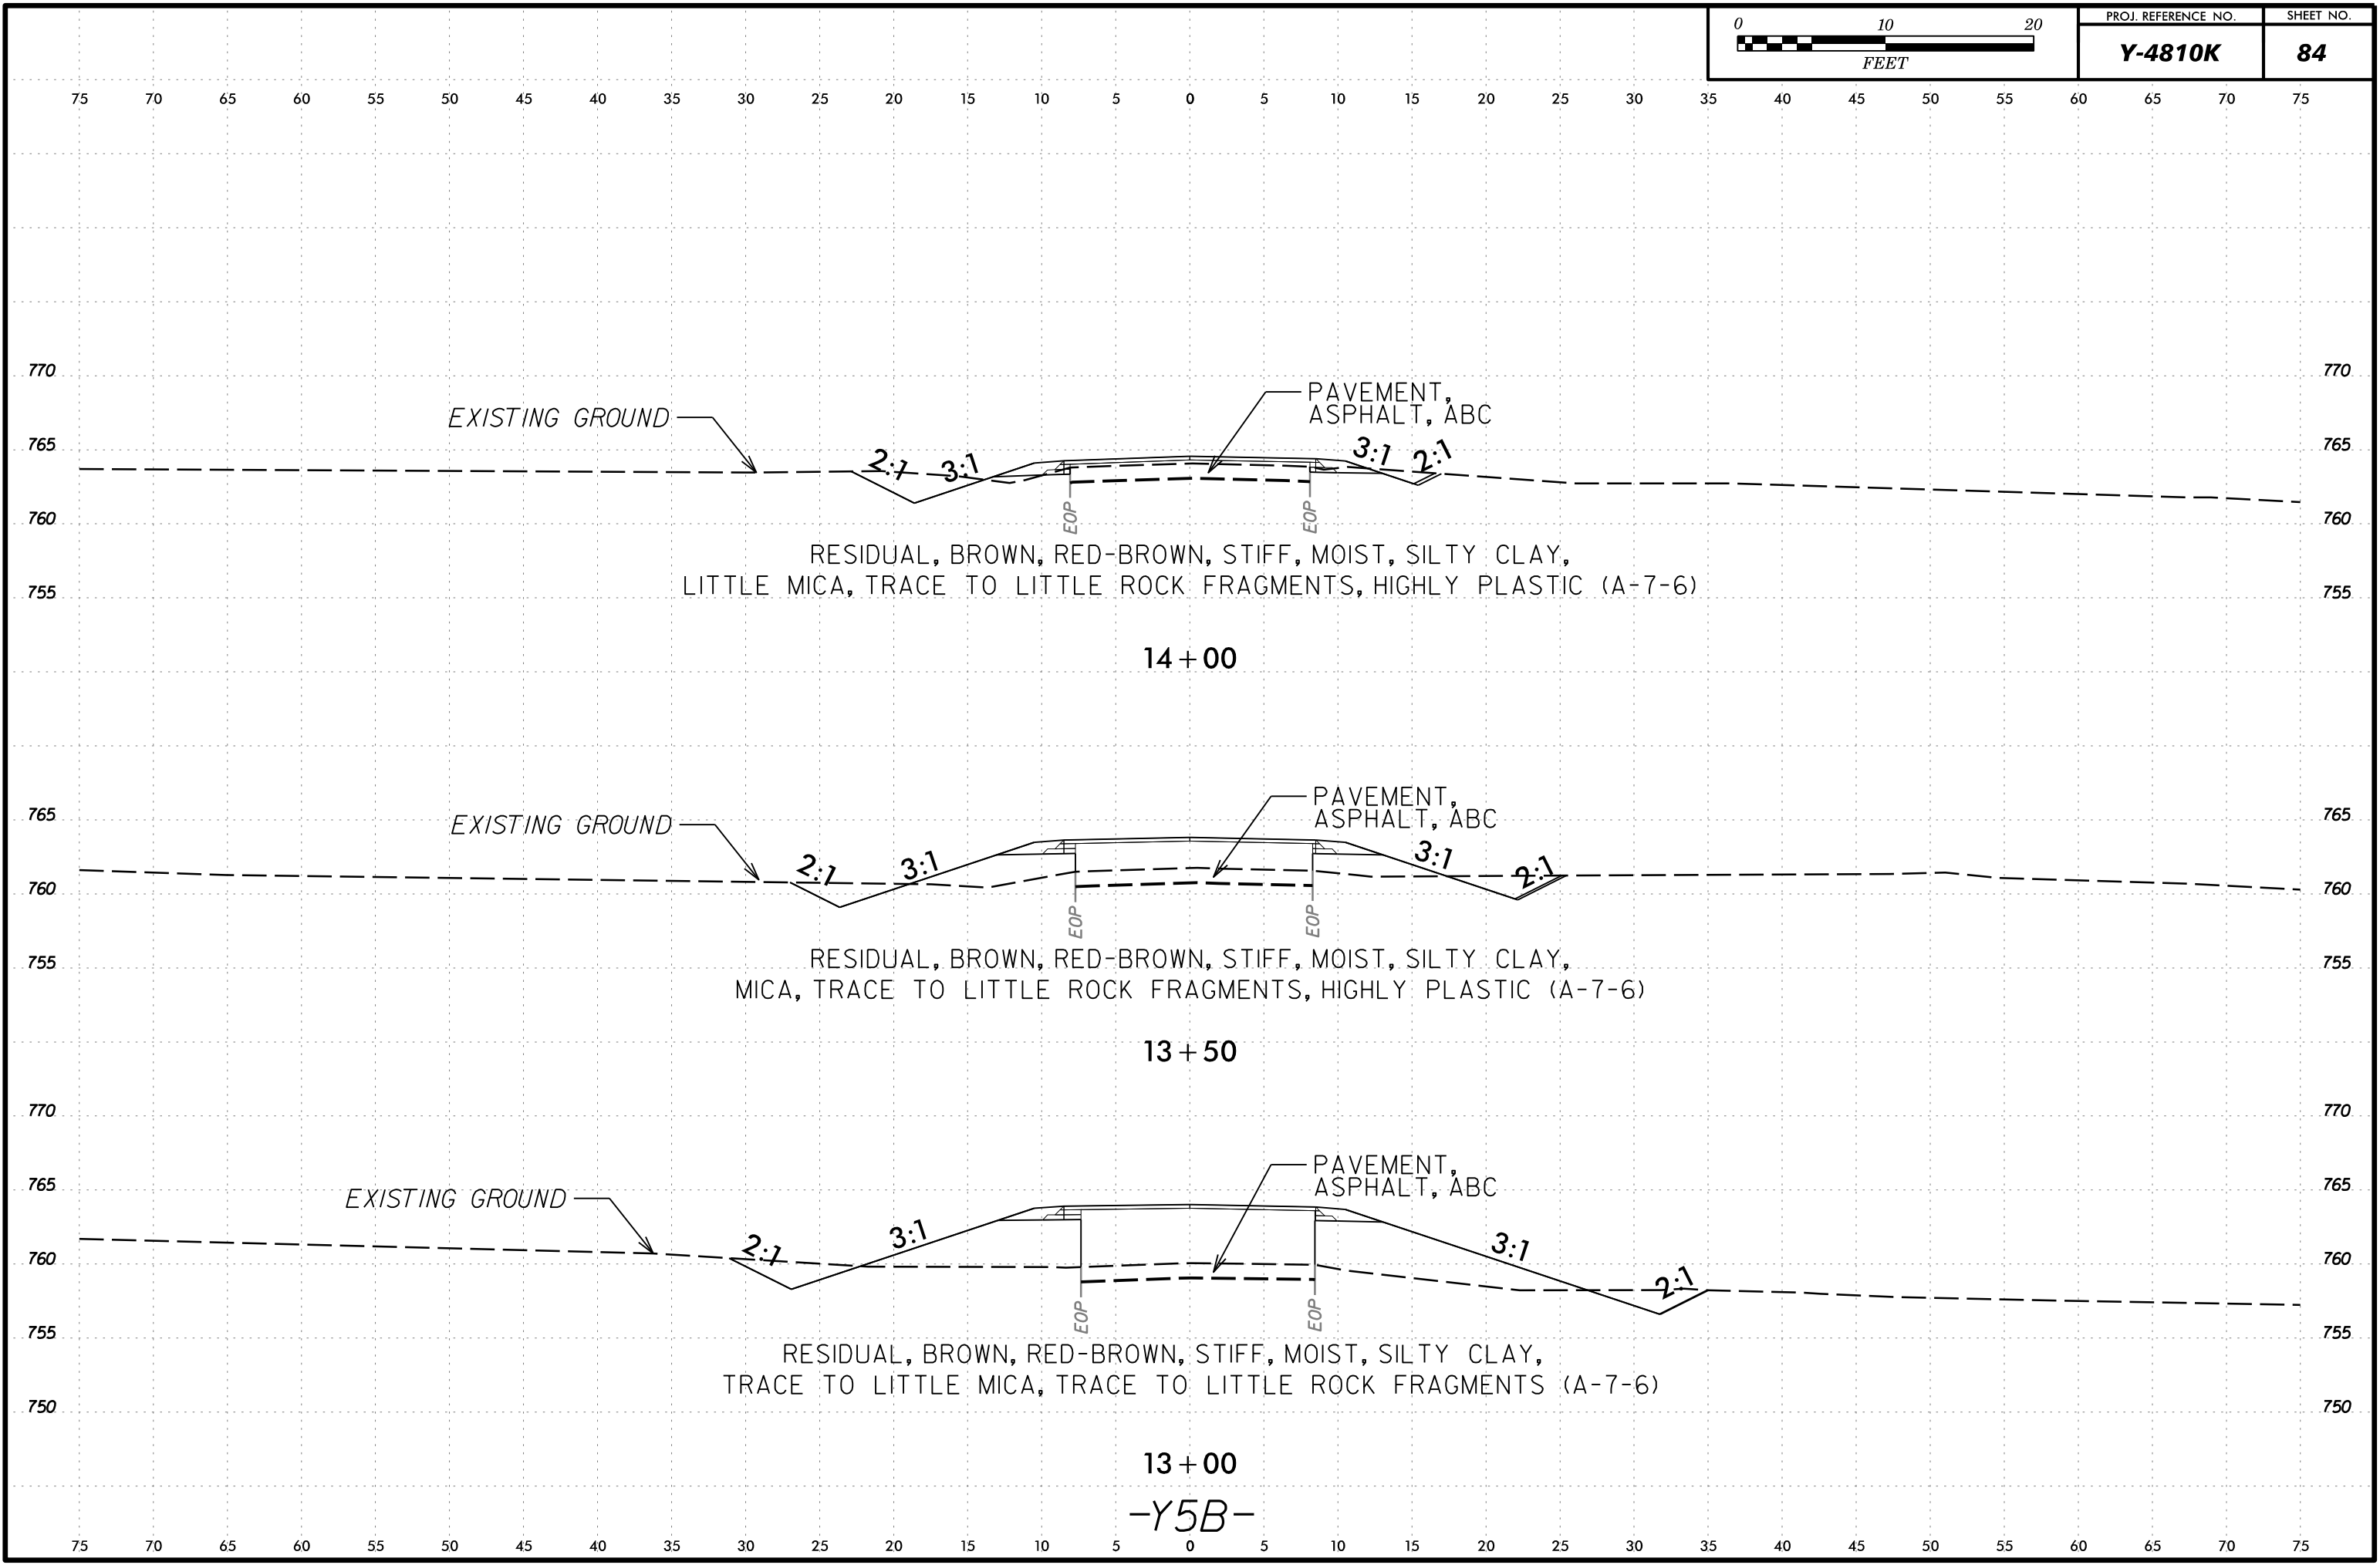 0 10 20
FEET
PROJ. REFERENCE NO.
Y-4810K
SHEET NO.
84
75 70 65 60 55 50 45 40 35 30 25 20 15 10 5 0 5 10 15 20 25 30 35 40 45 50 55 60 65 70 75
770 770
PAVEMENT,
ASPHALT, ABC
EXISTING GROUND
765 765
2:1 3:1 3:1 2:1
760 760
EOP EOP
RESIDUAL, BROWN, RED-BROWN, STIFF, MOIST, SILTY CLAY,
LITTLE MICA, TRACE TO LITTLE ROCK FRAGMENTS, HIGHLY PLASTIC (A-7-6)
755 755
14+00
PAVEMENT,
ASPHALT, ABC
765 765
EXISTING GROUND
2:1 3:1 3:1 2:1
760 760
EOP EOP
RESIDUAL, BROWN, RED-BROWN, STIFF, MOIST, SILTY CLAY,
755 755
MICA, TRACE TO LITTLE ROCK FRAGMENTS, HIGHLY PLASTIC (A-7-6)
13+50
770 770
PAVEMENT,
ASPHALT, ABC
765 765
EXISTING GROUND
2:1 3:1 3:1 2:1
760 760
EOP EOP
755 755
RESIDUAL, BROWN, RED-BROWN, STIFF, MOIST, SILTY CLAY,
TRACE TO LITTLE MICA, TRACE TO LITTLE ROCK FRAGMENTS (A-7-6)
750 750
13+00
-Y5B-
75 70 65 60 55 50 45 40 35 30 25 20 15 10 5 0 5 10 15 20 25 30 35 40 45 50 55 60 65 70 75